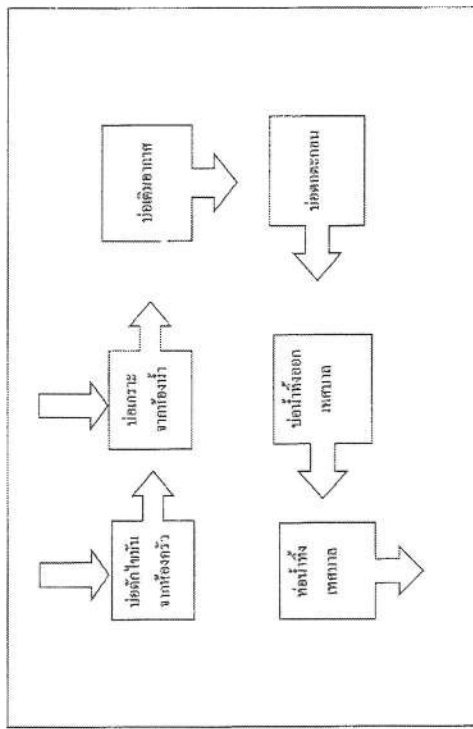 บ่อดักไขมัน
จากห้องครัว
บ่อเกราะ
จากห้องน้ำ
บ่อเติมอากาศ
บ่อตกตะกอน
บ่อน้ำทิ้งออก
เทศบาล
ท่อน้ำทิ้ง
เทศบาล